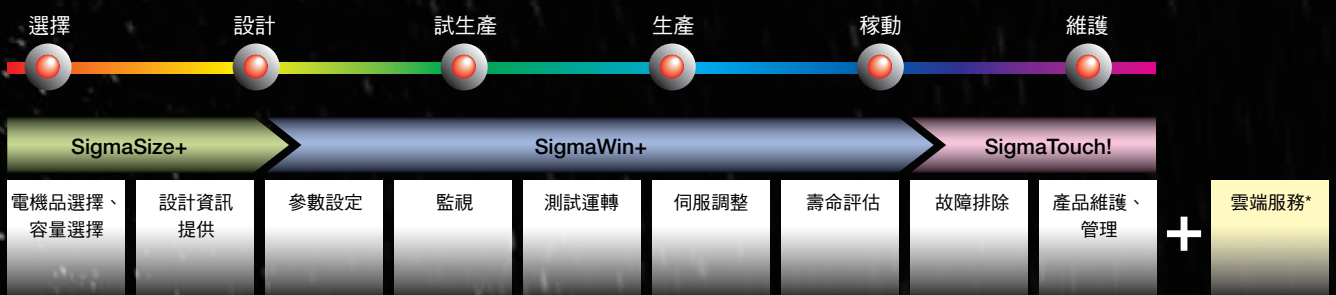 選擇
設計
試生產
生產
稼動
維護
SigmaSize+
SigmaWin+
SigmaTouch!
電機品選擇、
容量選擇
設計資訊
提供
參數設定
監視
測試運轉
伺服調整
壽命評估
故障排除
產品維護、
管理
+
雲端服務*